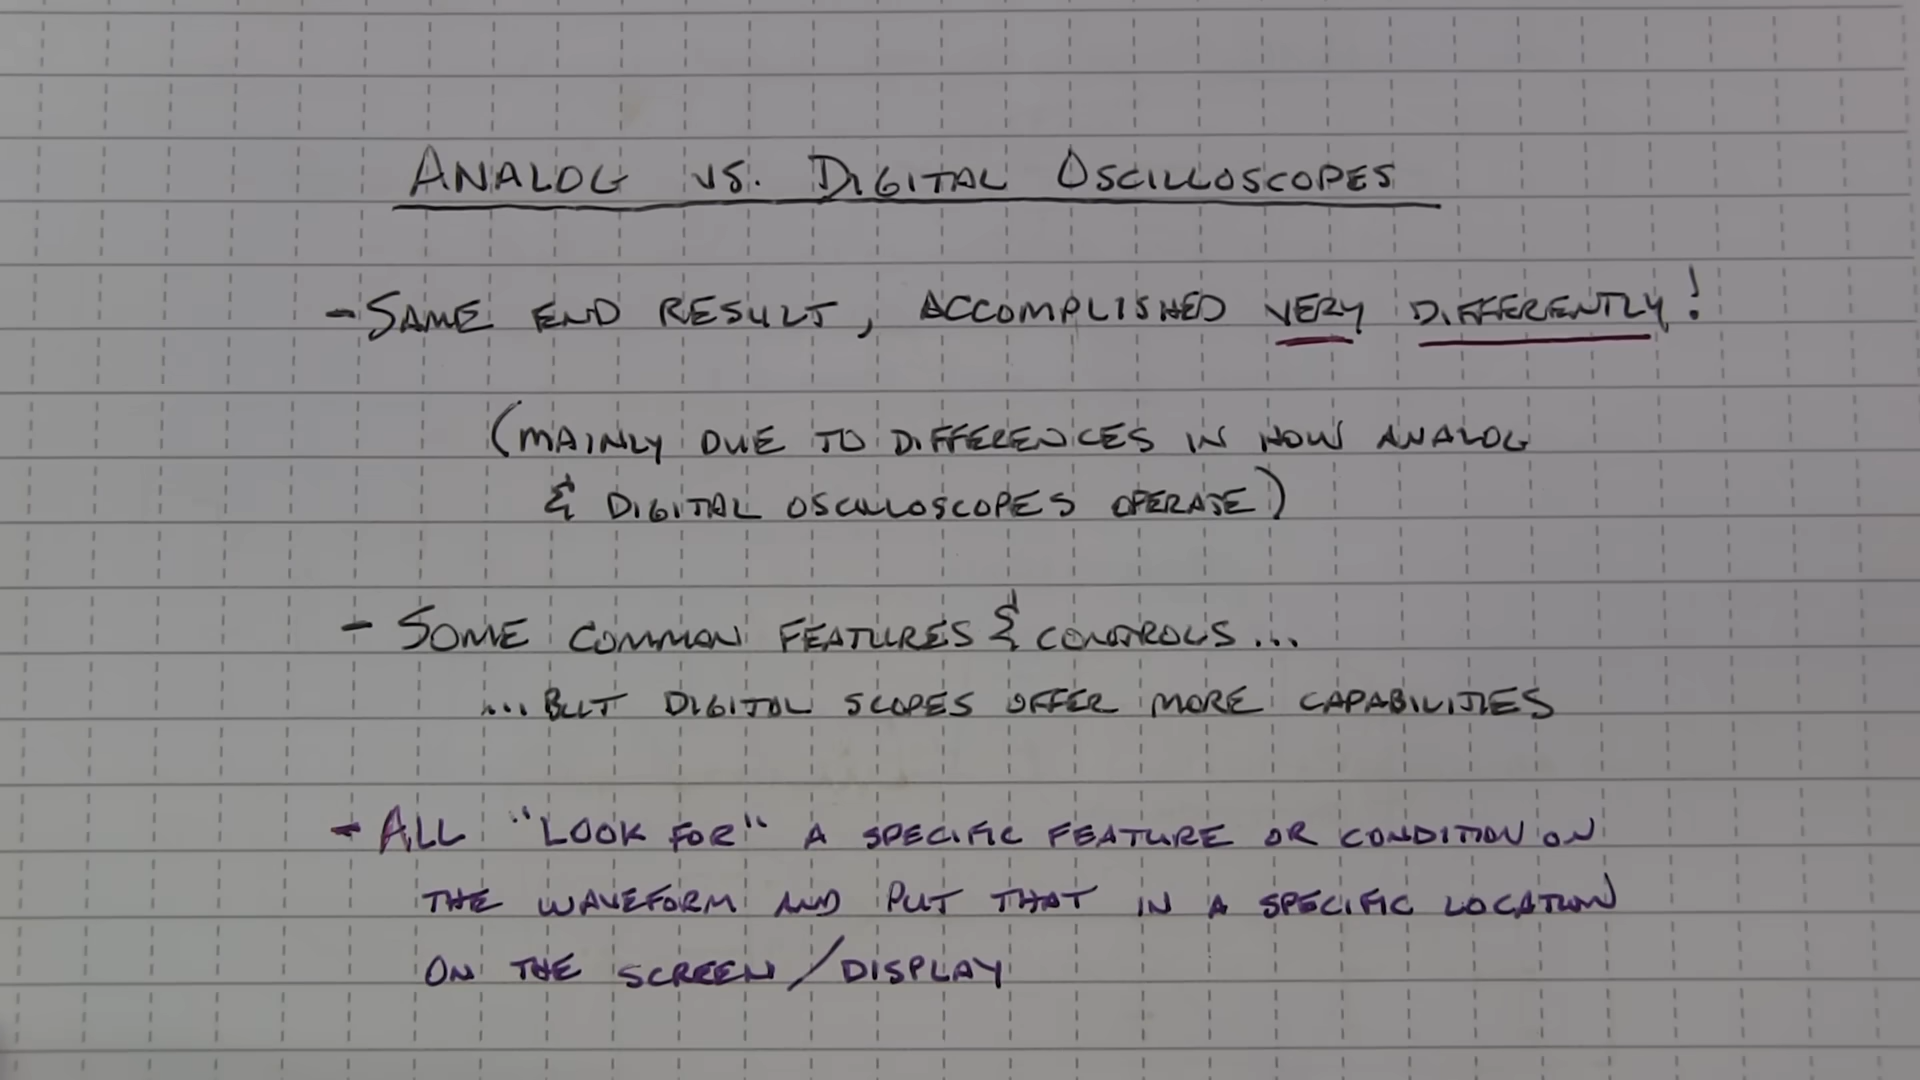 ANALOG VS. DIGITAL OSCILLOSCOPES
- SAME END RESULT, ACCOMPLISHED VERY DIFFERENTLY!
(MAINLY DUE TO DIFFERENCES IN HOW ANALOG
& DIGITAL OSCILLOSCOPES OPERATE)
- SOME COMMON FEATURES & CONTROLS...
...BUT DIGITAL SCOPES OFFER MORE CAPABILITIES
- ALL "LOOK FOR" A SPECIFIC FEATURE OR CONDITION ON
THE WAVEFORM AND PUT THAT IN A SPECIFIC LOCATION
ON THE SCREEN/DISPLAY